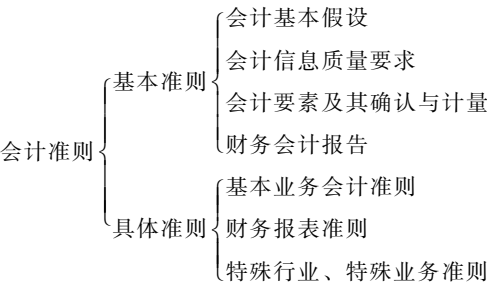 会计准则
基本准则
会计基本假设
会计信息质量要求
会计要素及其确认与计量
财务会计报告
具体准则
基本业务会计准则
财务报表准则
特殊行业、特殊业务准则